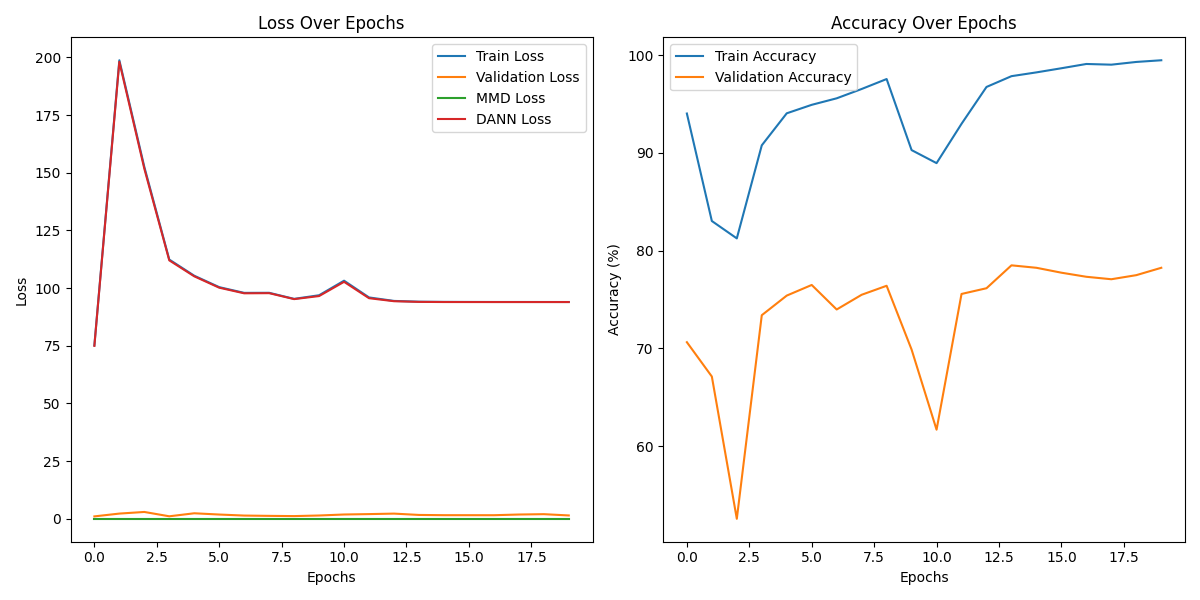 Loss Over Epochs
Train Loss
Validation Loss
MMD Loss
DANN Loss
200
175
150
125
100
75
50
25
0
Loss
0.0 2.5 5.0 7.5 10.0 12.5 15.0 17.5
Epochs
Accuracy Over Epochs
Train Accuracy
Validation Accuracy
100
90
80
70
60
Accuracy (%)
0.0 2.5 5.0 7.5 10.0 12.5 15.0 17.5
Epochs